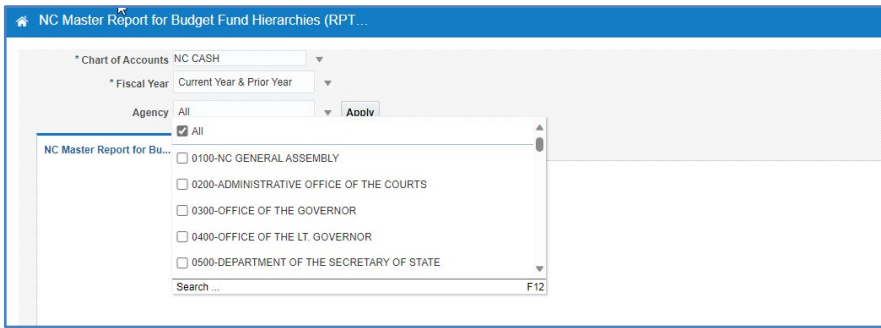 NC Master Report for Budget Fund Hierarchies (RPT...
* Chart of Accounts NC CASH
* Fiscal Year Current Year & Prior Year
Agency All Apply
All
NC Master Report for Bu...
0100-NC GENERAL ASSEMBLY
0200-ADMINISTRATIVE OFFICE OF THE COURTS
0300-OFFICE OF THE GOVERNOR
0400-OFFICE OF THE LT. GOVERNOR
0500-DEPARTMENT OF THE SECRETARY OF STATE
Search ... F12